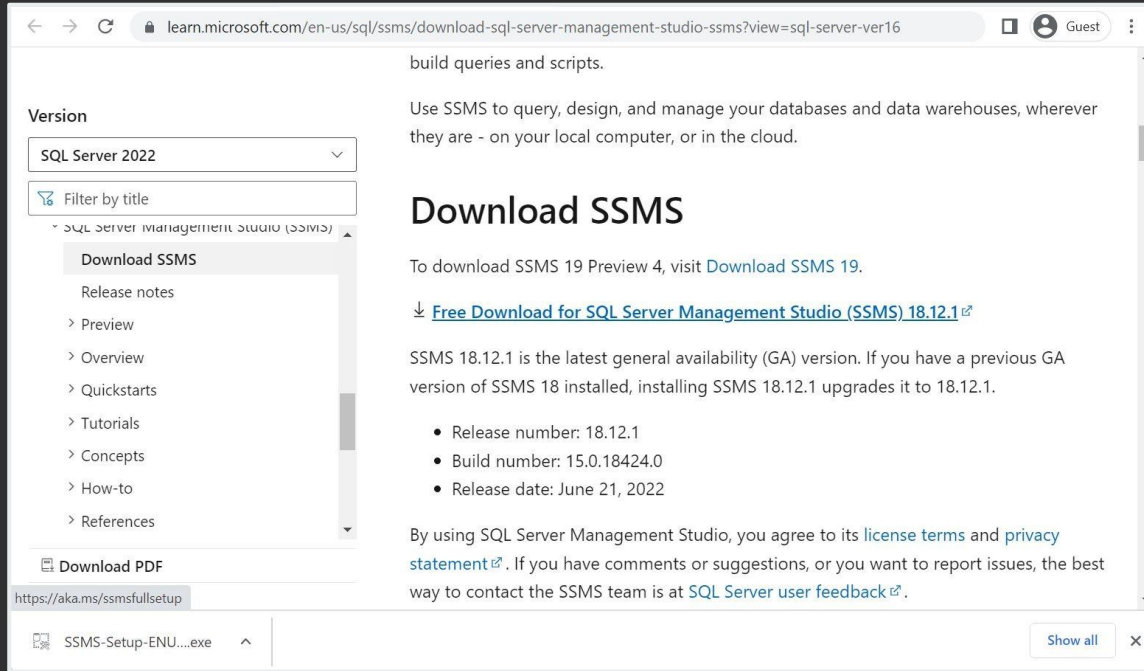 learn.microsoft.com/en-us/sql/ssms/download-sql-server-management-studio-ssms?view=sql-server-ver16
Guest
Version
SQL Server 2022
Filter by title
SQL Server Management Studio (SSMS)
Download SSMS
Release notes
Preview
Overview
Quickstarts
Tutorials
Concepts
How-to
References
Download PDF
build queries and scripts.
Use SSMS to query, design, and manage your databases and data warehouses, wherever
they are - on your local computer, or in the cloud.
Download SSMS
To download SSMS 19 Preview 4, visit Download SSMS 19.
Free Download for SQL Server Management Studio (SSMS) 18.12.1
SSMS 18.12.1 is the latest general availability (GA) version. If you have a previous GA
version of SSMS 18 installed, installing SSMS 18.12.1 upgrades it to 18.12.1.
• Release number: 18.12.1
• Build number: 15.0.18424.0
• Release date: June 21, 2022
By using SQL Server Management Studio, you agree to its license terms and privacy
statement. If you have comments or suggestions, or you want to report issues, the best
way to contact the SSMS team is at SQL Server user feedback.
https://aka.ms/ssmsfullsetup
SSMS-Setup-ENU....exe
Show all